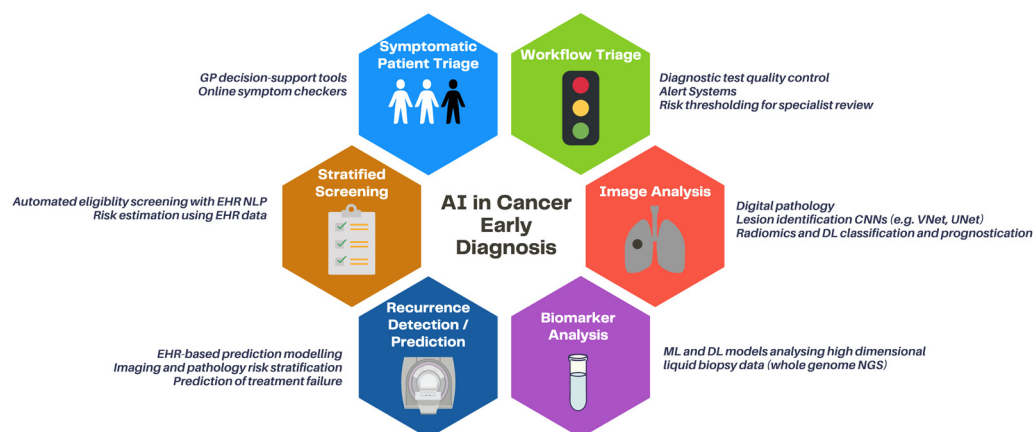 Symptomatic
Patient Triage
GP decision-support tools
Online symptom checkers
Workflow Triage
Diagnostic test quality control
Alert Systems
Risk thresholding for specialist review
Stratified
Screening
Automated eligiblity screening with EHR NLP
Risk estimation using EHR data
AI in Cancer
Early
Diagnosis
Image Analysis
Digital pathology
Lesion identification CNNs (e.g. VNet, UNet)
Radiomics and DL classification and prognostication
Recurrence
Detection /
Prediction
EHR-based prediction modelling
Imaging and pathology risk stratification
Prediction of treatment failure
Biomarker
Analysis
ML and DL models analysing high dimensional
liquid biopsy data (whole genome NGS)